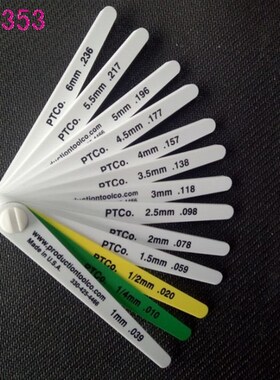 353
PTCo. 6mm .236
PTCo. 5.5mm .217
PTCo. 5mm .196
PTCo. 4.5mm .177
PTCo. 4mm .157
PTCo. 3.5mm .138
3mm .118
PTCo. 2.5mm .098
2mm .078
PTCo. 1.5mm .059
PTCo. 1/2mm .020
1/4mm .010
www.productiontoolco.com
Made in U.S.A.
1mm .039